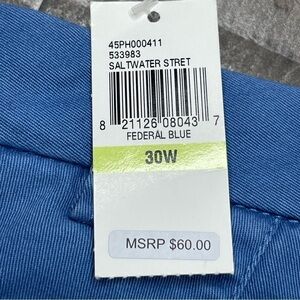 45PH000411
533983
SALTWATER STRET
8 21126 08043 7
FEDERAL BLUE
30W
MSRP $60.00